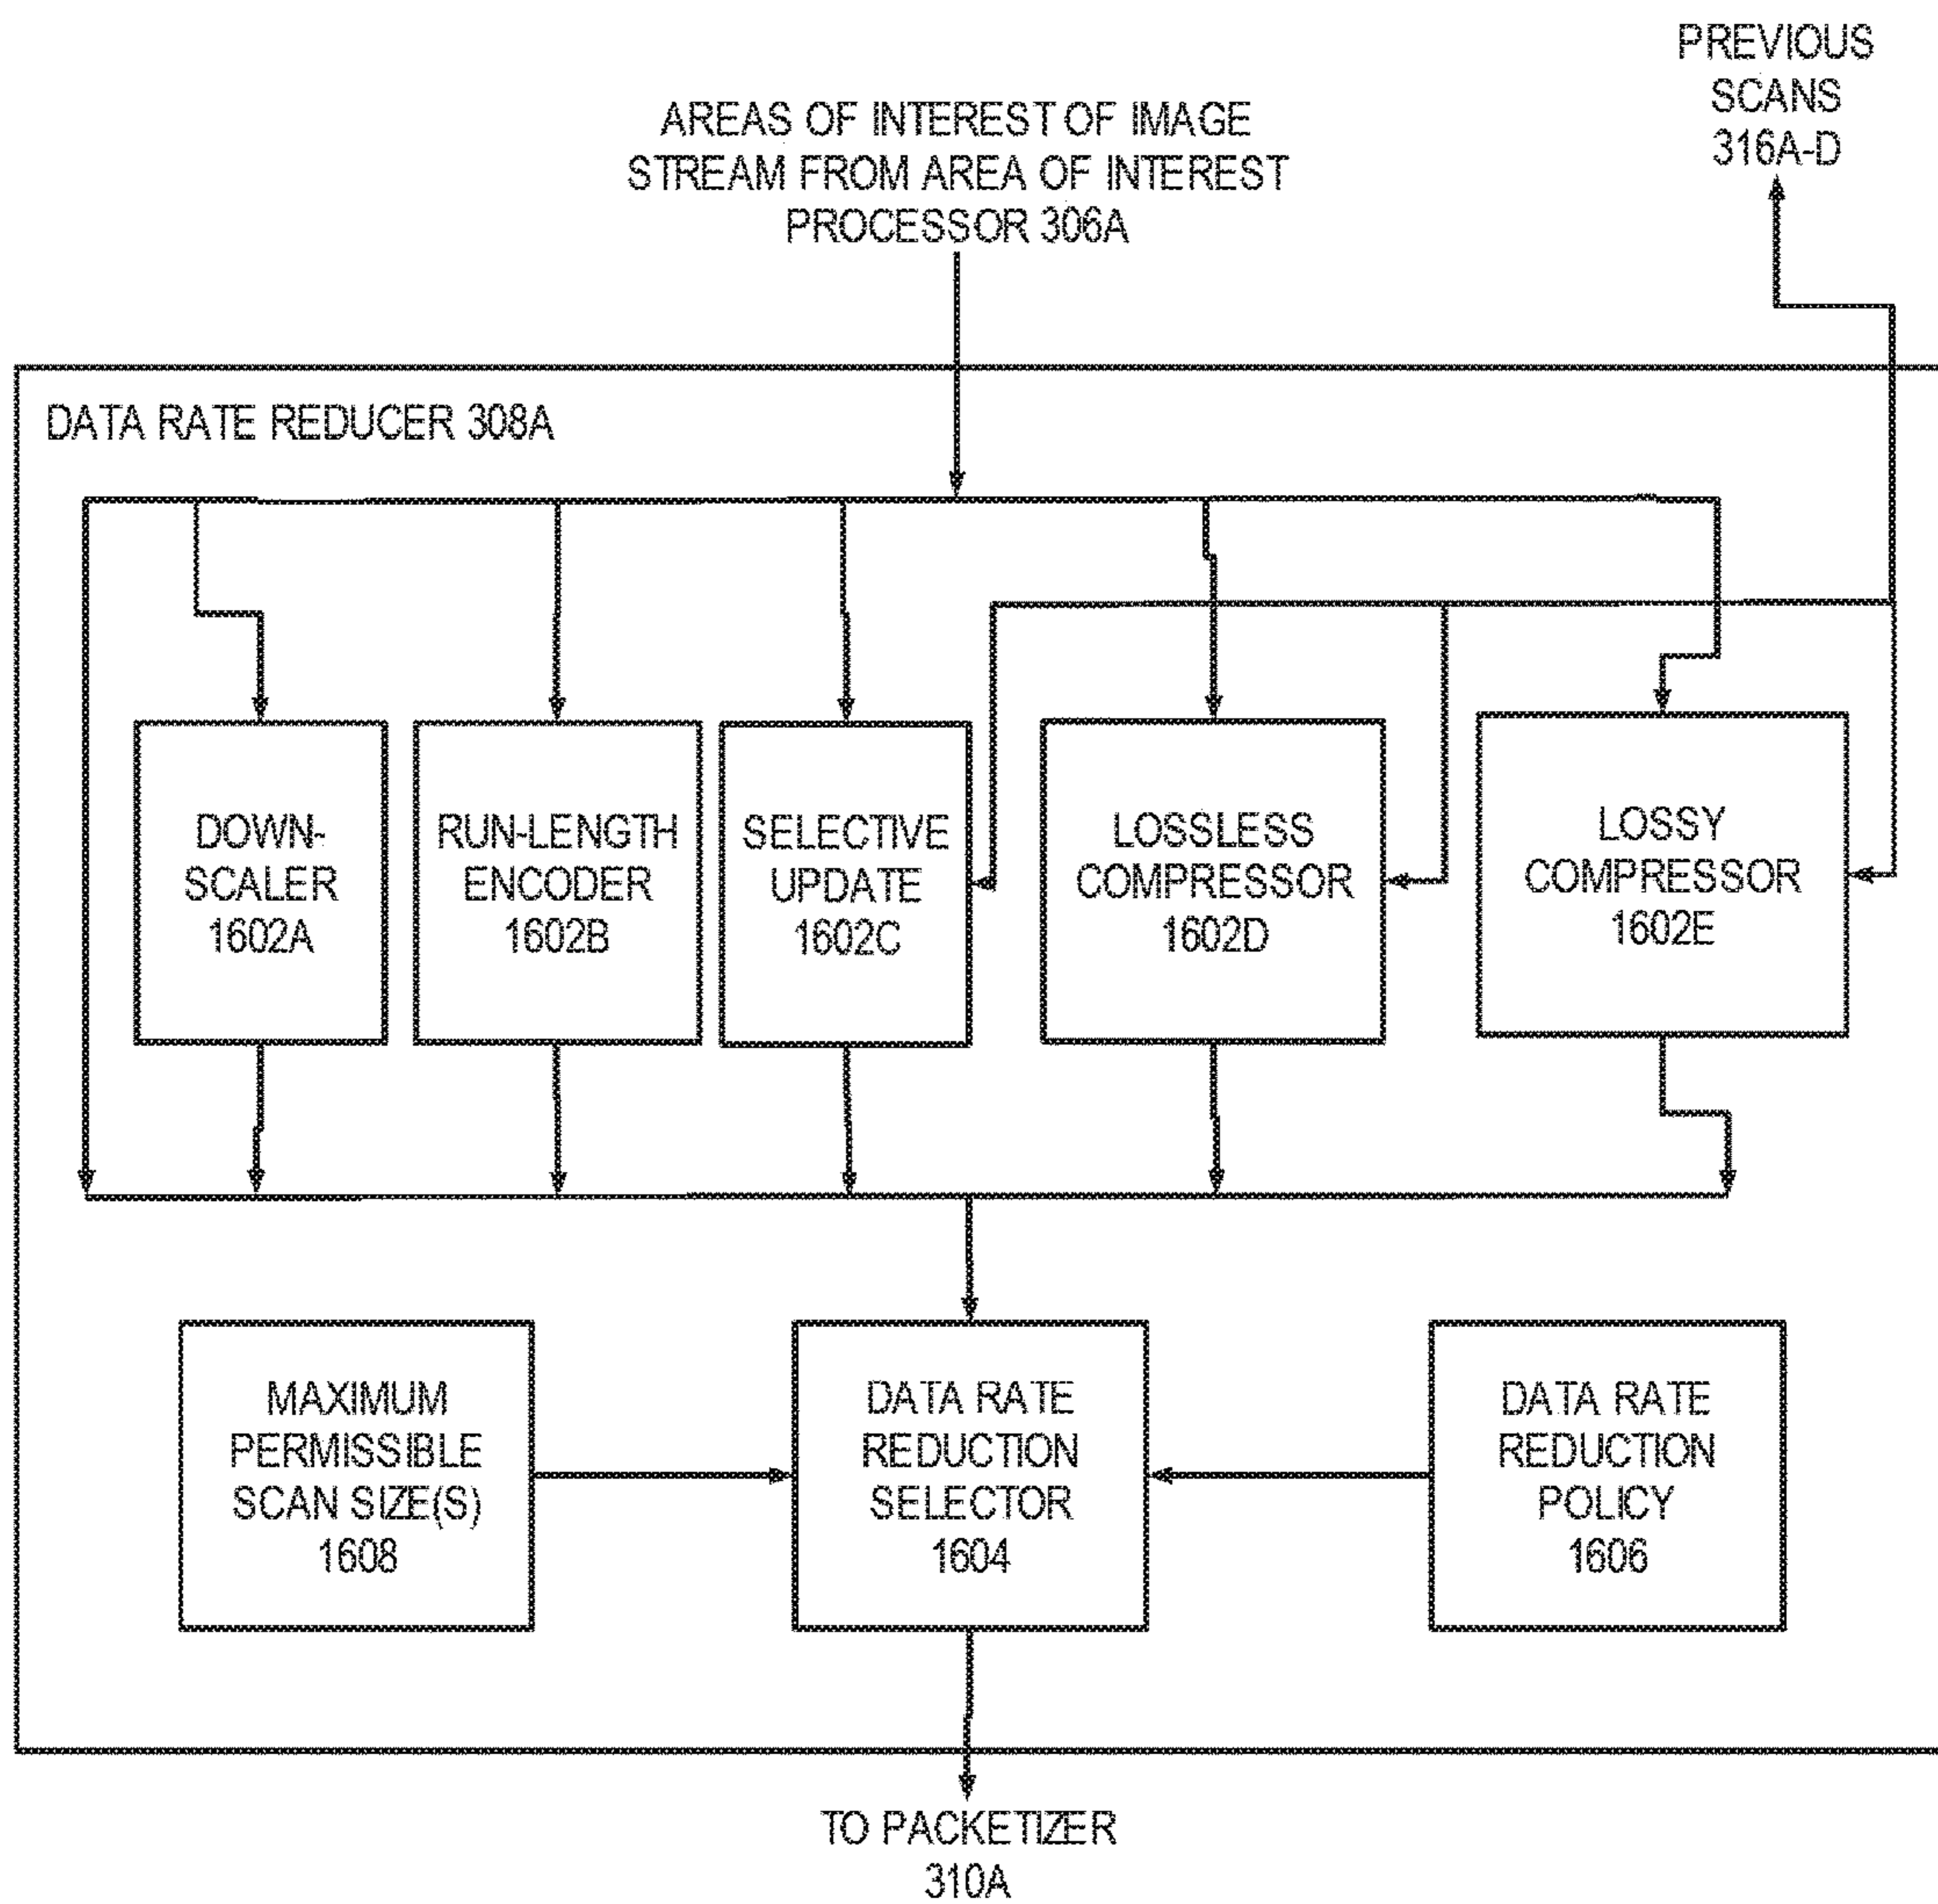 PREVIOUS
SCANS
316A-D
AREAS OF INTEREST OF IMAGE
STREAM FROM AREA OF INTEREST
PROCESSOR 306A
DATA RATE REDUCER 308A
DOWN-
SCALER
1602A
RUN-LENGTH
ENCODER
1602B
SELECTIVE
UPDATE
1602C
LOSSLESS
COMPRESSOR
1602D
LOSSY
COMPRESSOR
1602E
MAXIMUM
PERMISSIBLE
SCAN SIZE(S)
1608
DATA RATE
REDUCTION
SELECTOR
1604
DATA RATE
REDUCTION
POLICY
1606
TO PACKETIZER
310A